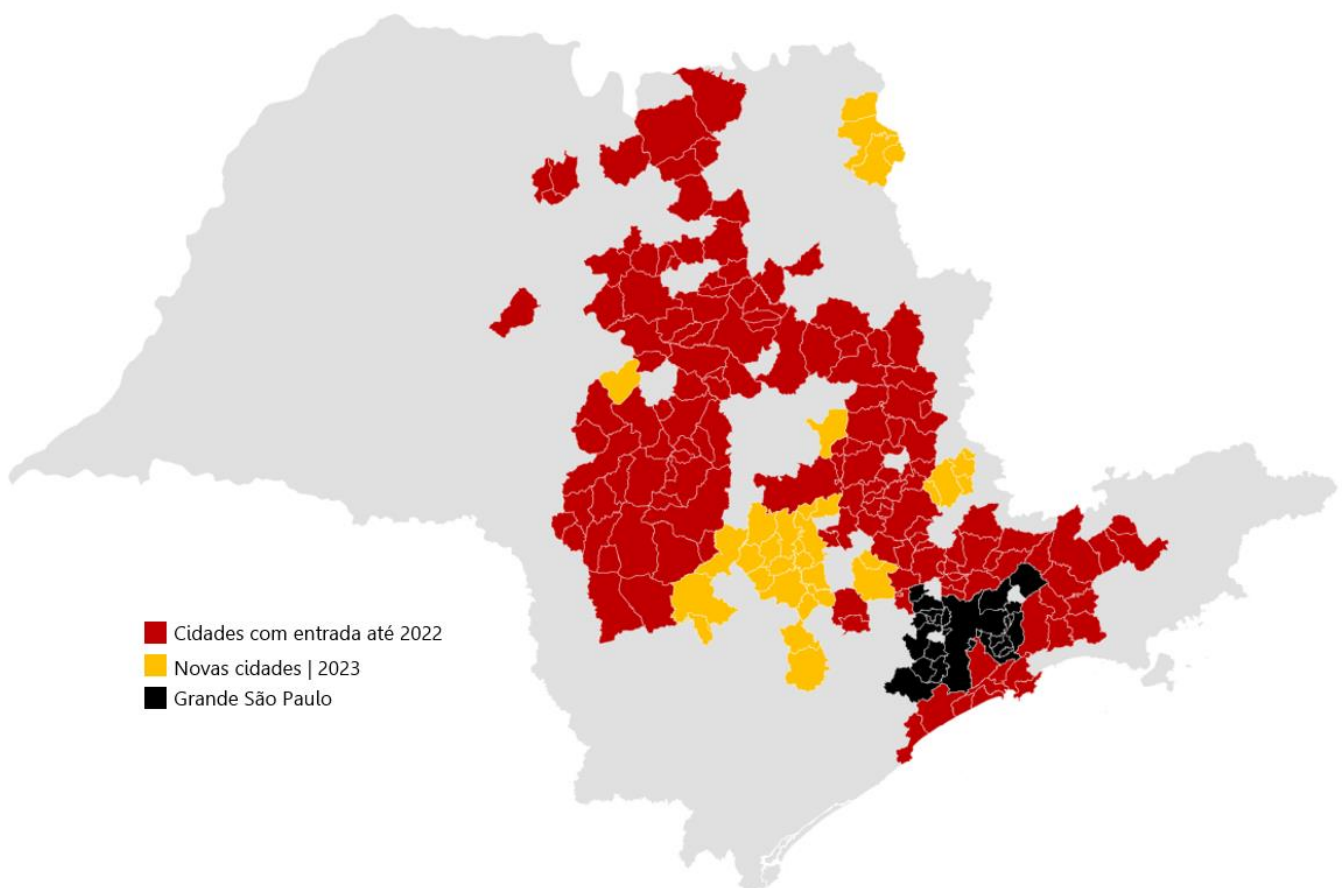 Cidades com entrada até 2022
Novas cidades | 2023
Grande São Paulo